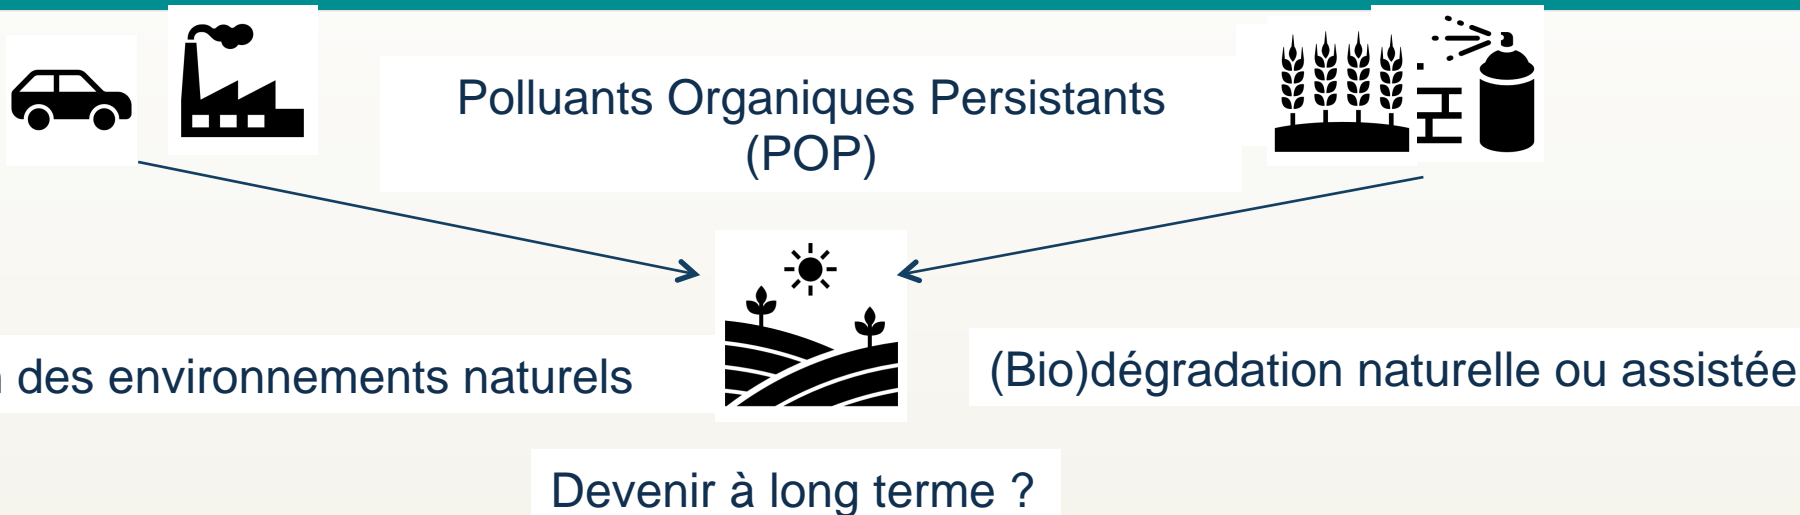 Polluants Organiques Persistants
(POP)
des environnements naturels
(Bio)dégradation naturelle ou assistée
Devenir à long terme ?